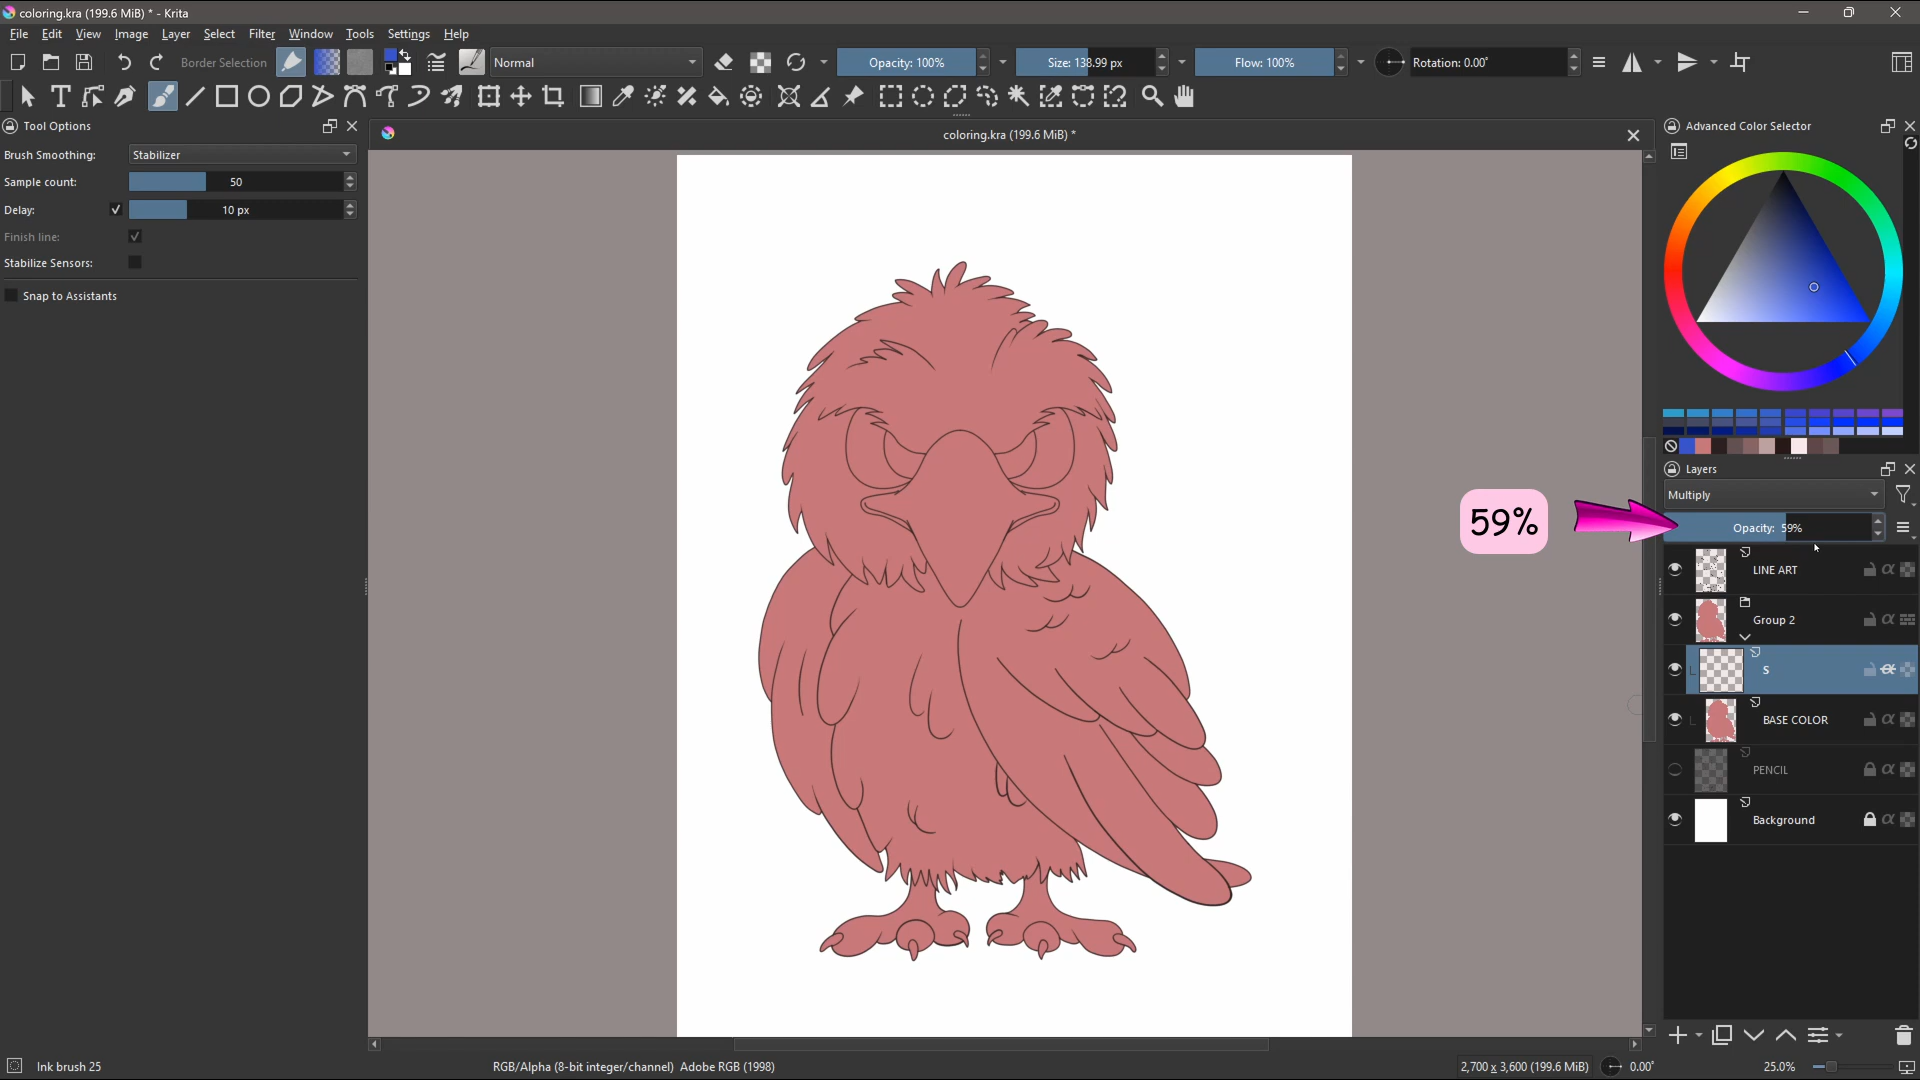 coloring.kra (199.6 MiB) * - Krita
File Edit View Image Layer Select Filter Window Tools Settings Help
Border Selection Normal Opacity: 100% Size: 138.99 px Flow: 100% Rotation: 0.00°
Tool Options
coloring.kra (199.6 MiB) *
Advanced Color Selector
Brush Smoothing: Stabilizer
Sample count: 50
Delay: 10 px
Finish line:
Stabilize Sensors:
Snap to Assistants
Layers
Multiply
59%
Opacity: 59%
LINE ART
Group 2
S
BASE COLOR
PENCIL
Background
Ink brush 25
RGB/Alpha (8-bit integer/channel) Adobe RGB (1998)
2,700 x 3,600 (199.6 MiB)
0.00°
25.0%